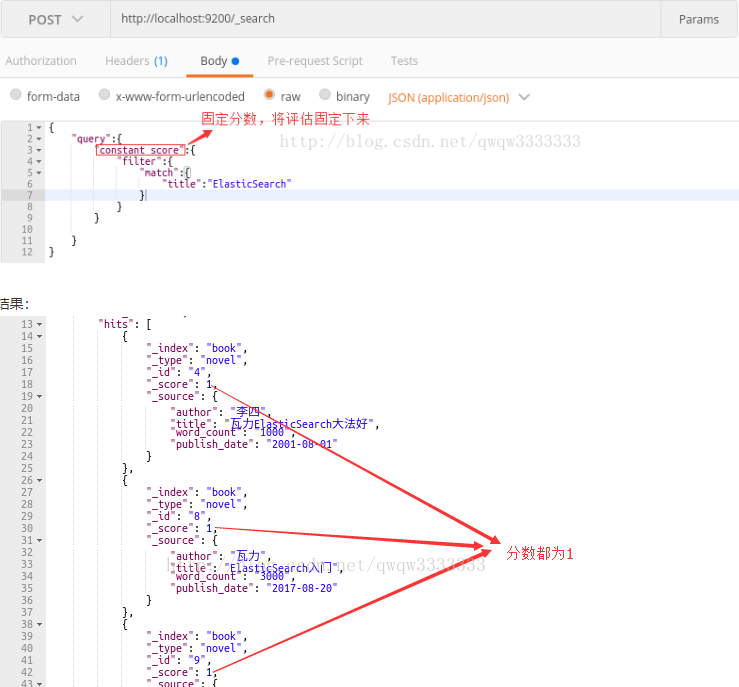 POST http://localhost:9200/_search Params
Authorization Headers (1) Body Pre-request Script Tests
form-data x-www-form-urlencoded raw binary JSON (application/json)
固定分数，将评估固定下来
http://blog.csdn.net/qwqw3333333
1 {
2 "query":{
3 "constant_score":{
4 "filter":{
5 "match":{
6 "title":"ElasticSearch"
7 }
8 }
9 }
10
11 }
12 }
结果：
13 "hits": [
14 {
15 "_index": "book",
16 "_type": "novel",
17 "_id": "4",
18 "_score": 1,
19 "_source": {
20 "author": "李四",
21 "title": "瓦力ElasticSearch大法好",
22 "word_count": "1000",
23 "publish_date": "2001-08-01"
24 }
25 },
26 {
27 "_index": "book",
28 "_type": "novel",
29 "_id": "8",
30 "_score": 1,
31 "_source": {
32 "author": "瓦力",
33 "title": "ElasticSearch入门",
34 "word_count": "3000",
35 "publish_date": "2017-08-20"
36 }
37 },
38 {
39 "_index": "book",
40 "_type": "novel",
41 "_id": "9",
42 "_score": 1,
43 "_source": {
分数都为1
http://blog.csdn.net/qwqw3333333